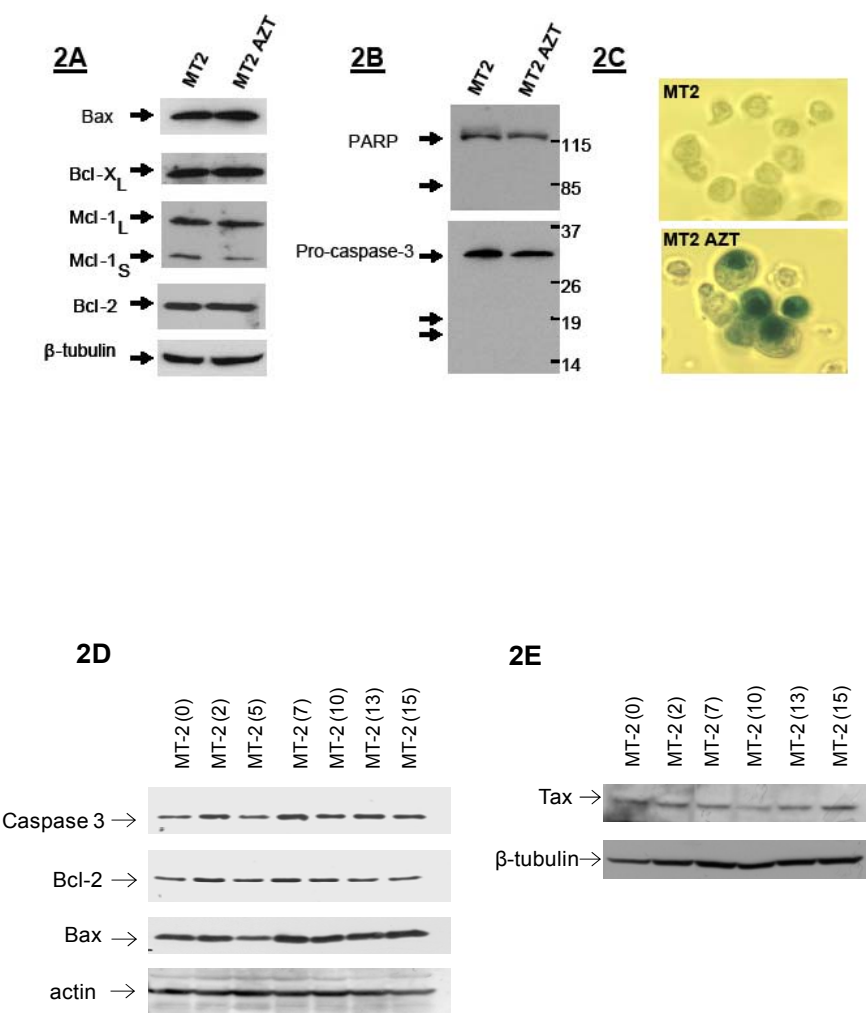 2A
MT2
MT2 AZT
Bax
Bcl-XL
Mcl-1L
Mcl-1S
Bcl-2
β-tubulin
2B
MT2
MT2 AZT
PARP
115
85
Pro-caspase-3
37
26
19
14
2C
MT2
MT2 AZT
2D
MT-2 (0)
MT-2 (2)
MT-2 (5)
MT-2 (7)
MT-2 (10)
MT-2 (13)
MT-2 (15)
Caspase 3
Bcl-2
Bax
actin
2E
MT-2 (0)
MT-2 (2)
MT-2 (7)
MT-2 (10)
MT-2 (13)
MT-2 (15)
Tax
β-tubulin